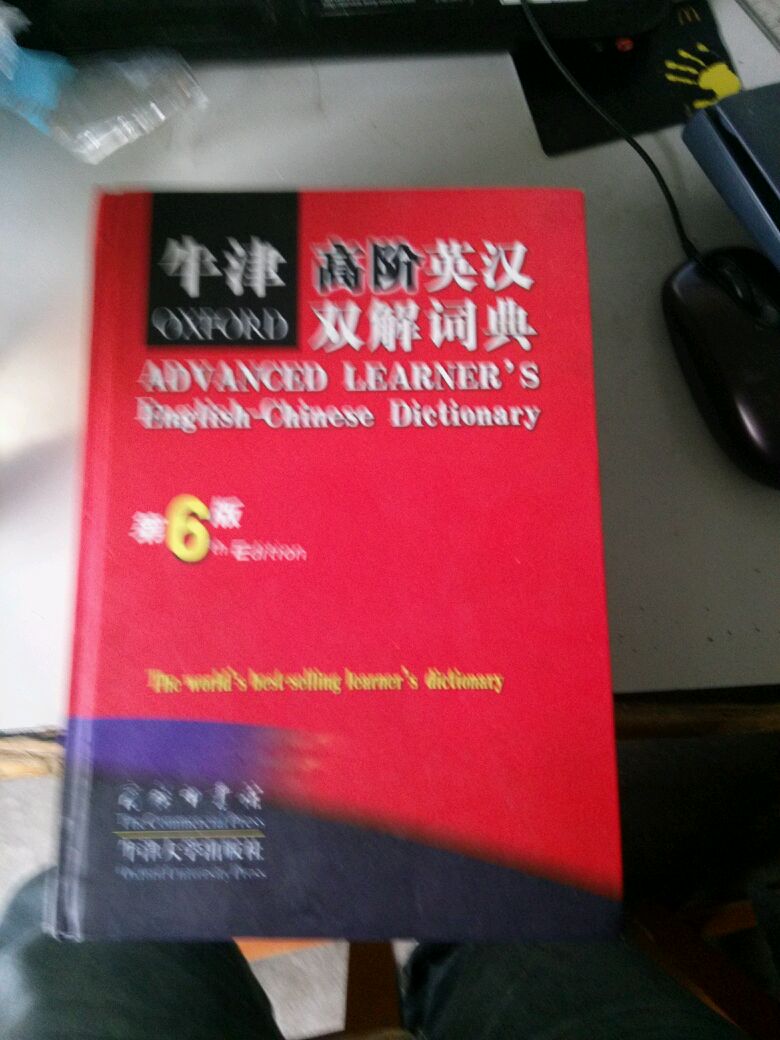 牛津 高阶英汉
OXFORD 双解词典
ADVANCED LEARNER'S
English-Chinese Dictionary
第6版
th Edition
The world's best-selling learner's dictionary
商务印书馆
The Commercial Press
牛津大学出版社
Oxford University Press